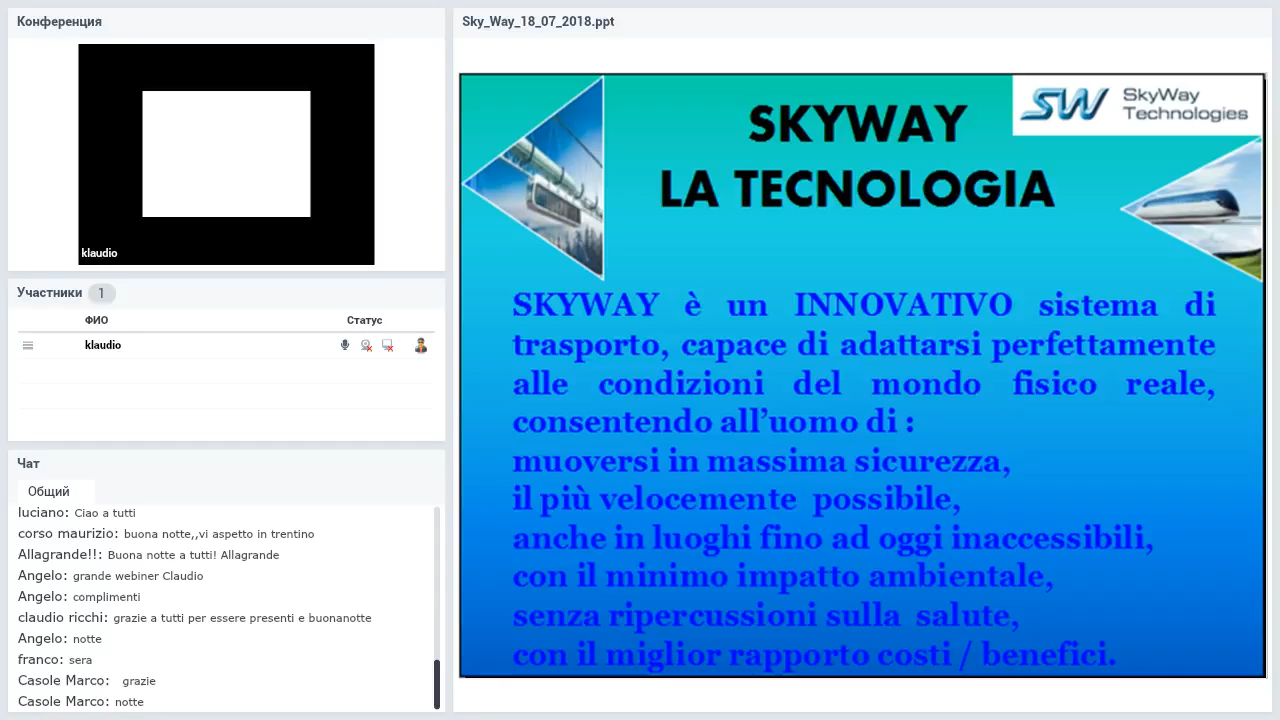 Конференция
klaudio
Участники 1
ФИО Статус
klaudio
Чат
Общий
luciano: Ciao a tutti
corso maurizio: buona notte,,vi aspetto in trentino
Allagrande!!: Buona notte a tutti! Allagrande
Angelo: grande webiner Claudio
Angelo: complimenti
claudio ricchi: grazie a tutti per essere presenti e buonanotte
Angelo: notte
franco: sera
Casole Marco: grazie
Casole Marco: notte
Sky_Way_18_07_2018.ppt
SW SkyWay
Technologies
SKYWAY
LA TECNOLOGIA
SKYWAY è un INNOVATIVO sistema di
trasporto, capace di adattarsi perfettamente
alle condizioni del mondo fisico reale,
consentendo all’uomo di :
muoversi in massima sicurezza,
il più velocemente possibile,
anche in luoghi fino ad oggi inaccessibili,
con il minimo impatto ambientale,
senza ripercussioni sulla salute,
con il miglior rapporto costi / benefici.